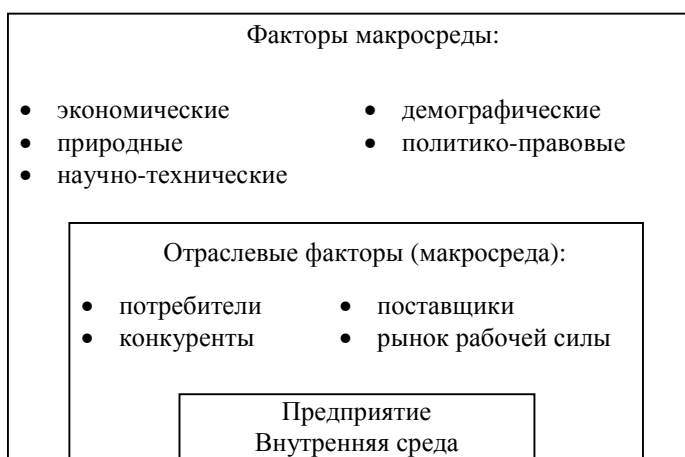 Факторы макросреды:
• экономические
• природные
• научно-технические
• демографические
• политико-правовые
Отраслевые факторы (макросреда):
• потребители
• конкуренты
• поставщики
• рынок рабочей силы
Предприятие
Внутренняя среда